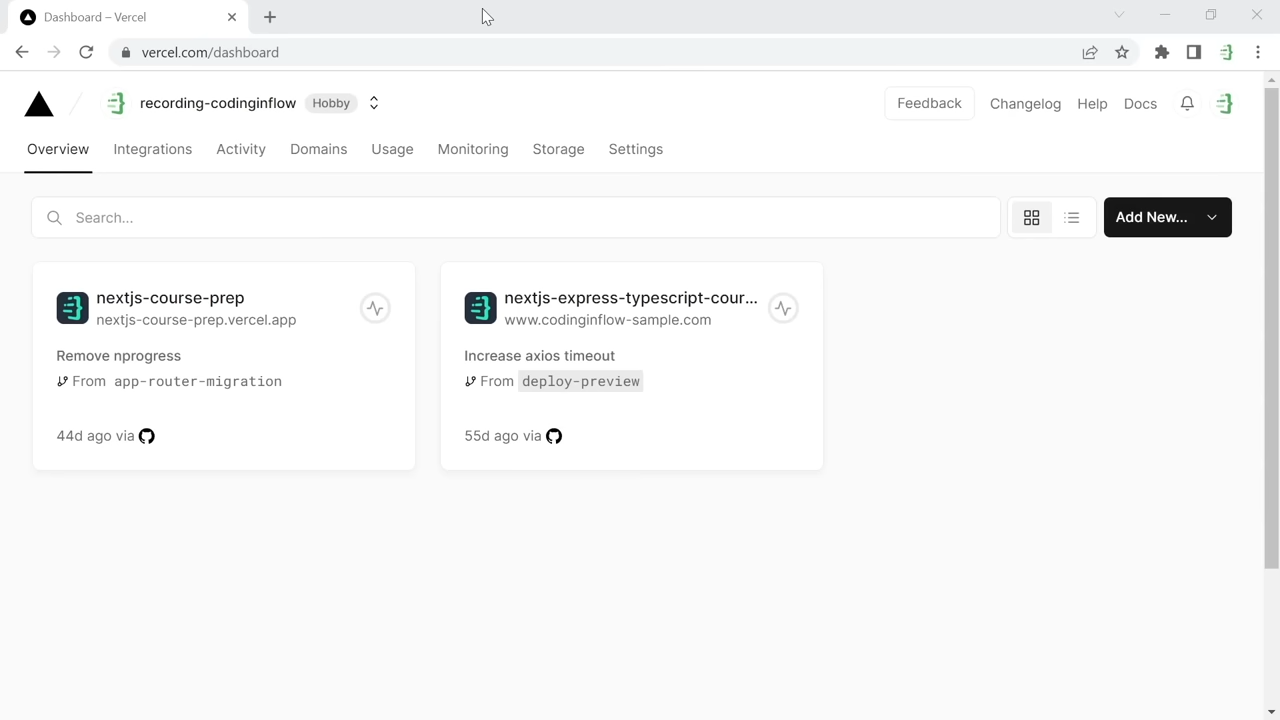 Dashboard – Vercel
vercel.com/dashboard
recording-codinginflow Hobby Feedback Changelog Help Docs
Overview Integrations Activity Domains Usage Monitoring Storage Settings
Search... Add New...
nextjs-course-prep
nextjs-course-prep.vercel.app
Remove nprogress
From app-router-migration
44d ago via
nextjs-express-typescript-cour...
www.codinginflow-sample.com
Increase axios timeout
From deploy-preview
55d ago via